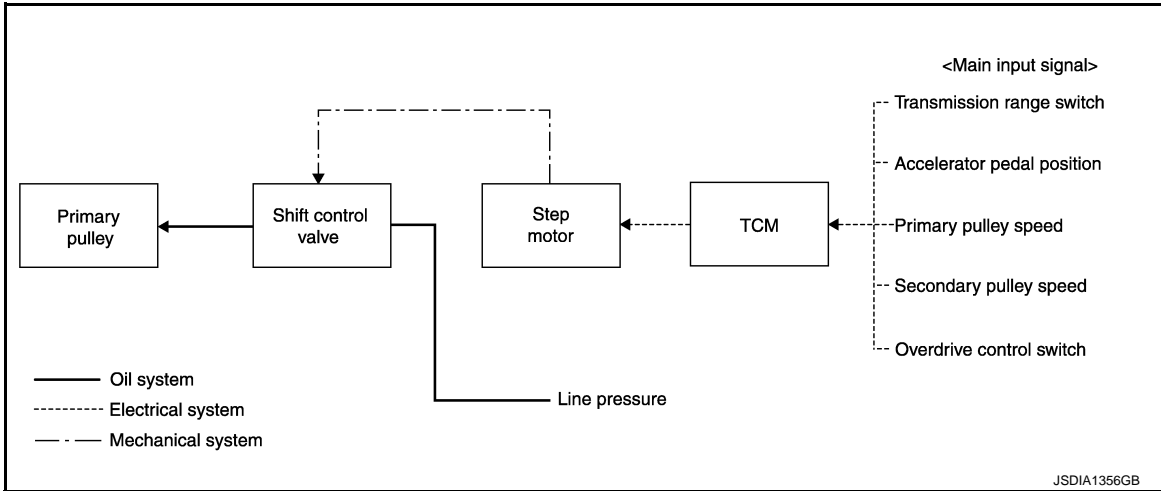 <Main input signal>
Transmission range switch
Accelerator pedal position
Primary
pulley
Shift control
valve
Step
motor
TCM
Primary pulley speed
Secondary pulley speed
Overdrive control switch
Oil system
Electrical system
Mechanical system
Line pressure
JSDIA1356GB